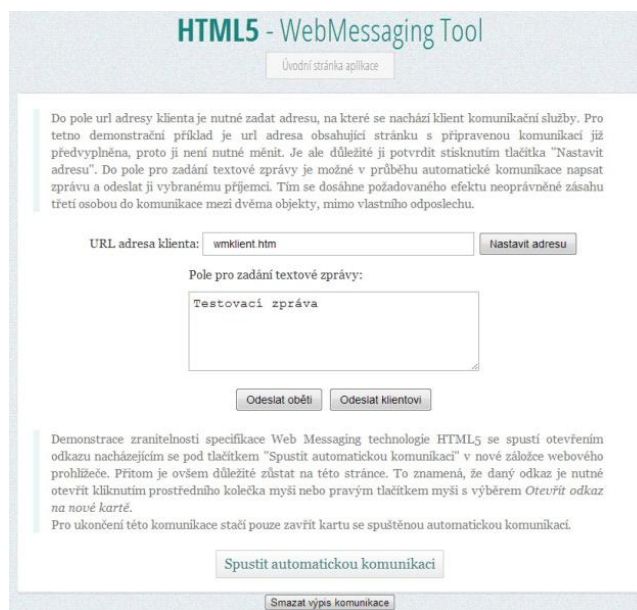 HTML5 - WebMessaging Tool
Úvodní stránka aplikace
Do pole url adresy klienta je nutné zadat adresu, na které se nachází klient komunikační služby. Pro
tetno demonstrační příklad je url adresa obsahující stránku s připravenou komunikací již
předvyplněna, proto ji není nutné měnit. Je ale důležité ji potvrdit stisknutím tlačítka "Nastavit
adresu". Do pole pro zadání textové zprávy je možné v průběhu automatické komunikace napsat
zprávu a odeslat ji vybranému příjemci. Tím se dosáhne požadovaného efektu neoprávněné zásahu
třetí osobou do komunikace mezi dvěma objekty, mimo vlastního odposlechu.
URL adresa klienta: wmklient.htm Nastavit adresu
Pole pro zadání textové zprávy:
Testovací zpráva
Odeslat oběti Odeslat klientovi
Demonstrace zranitelnosti specifikace Web Messaging technologie HTML5 se spustí otevřením
odkazu nacházejícím se pod tlačítkem "Spustit automatickou komunikaci" v nové záložce webového
prohlížeče. Přitom je ovšem důležité zůstat na této stránce. To znamená, že daný odkaz je nutné
otevřít kliknutím prostředního kolečka myši nebo pravým tlačítkem myši s výběrem Otevřít odkaz
na nové kartě.
Pro ukončení této komunikace stačí pouze zavřít kartu se spuštěnou automatickou komunikací.
Spustit automatickou komunikaci
Smazat výpis komunikace